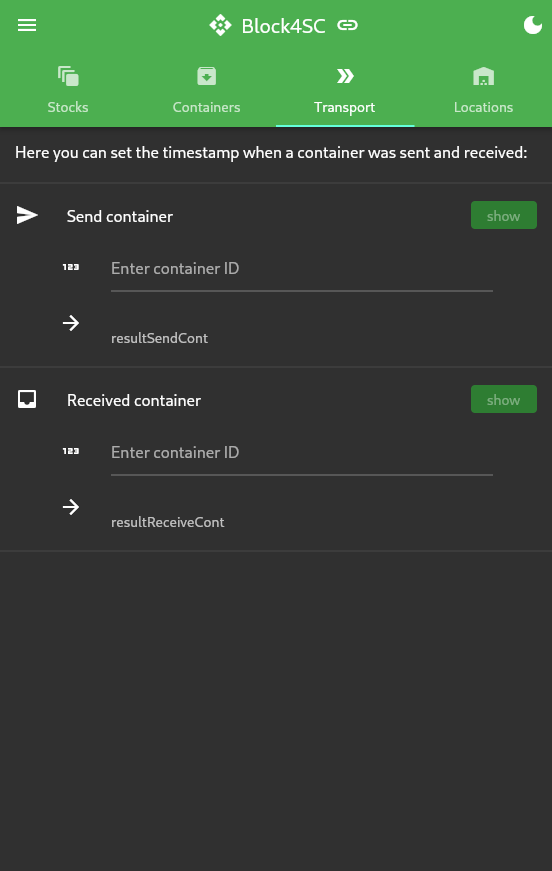 Block4SC
Stocks
Containers
Transport
Locations
Here you can set the timestamp when a container was sent and received:
Send container
show
123
Enter container ID
resultSendCont
Received container
show
123
Enter container ID
resultReceiveCont